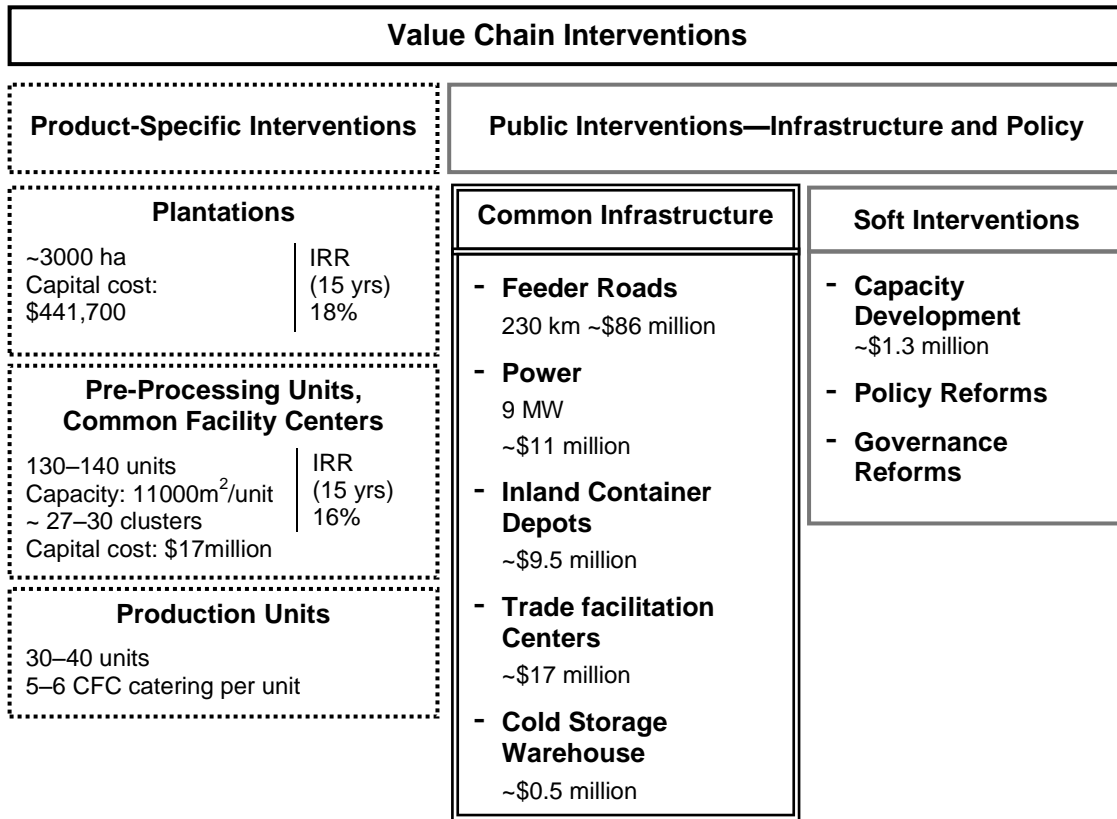 Value Chain Interventions
Product-Specific Interventions
Public Interventions—Infrastructure and Policy
Plantations
~3000 ha
Capital cost:
$441,700
IRR
(15 yrs)
18%
Pre-Processing Units,
Common Facility Centers
130–140 units
Capacity: 11000m²/unit
~ 27–30 clusters
Capital cost: $17million
IRR
(15 yrs)
16%
Production Units
30–40 units
5–6 CFC catering per unit
Common Infrastructure
- Feeder Roads
230 km ~$86 million
- Power
9 MW
~$11 million
- Inland Container
Depots
~$9.5 million
- Trade facilitation
Centers
~$17 million
- Cold Storage
Warehouse
~$0.5 million
Soft Interventions
- Capacity
Development
~$1.3 million
- Policy Reforms
- Governance
Reforms